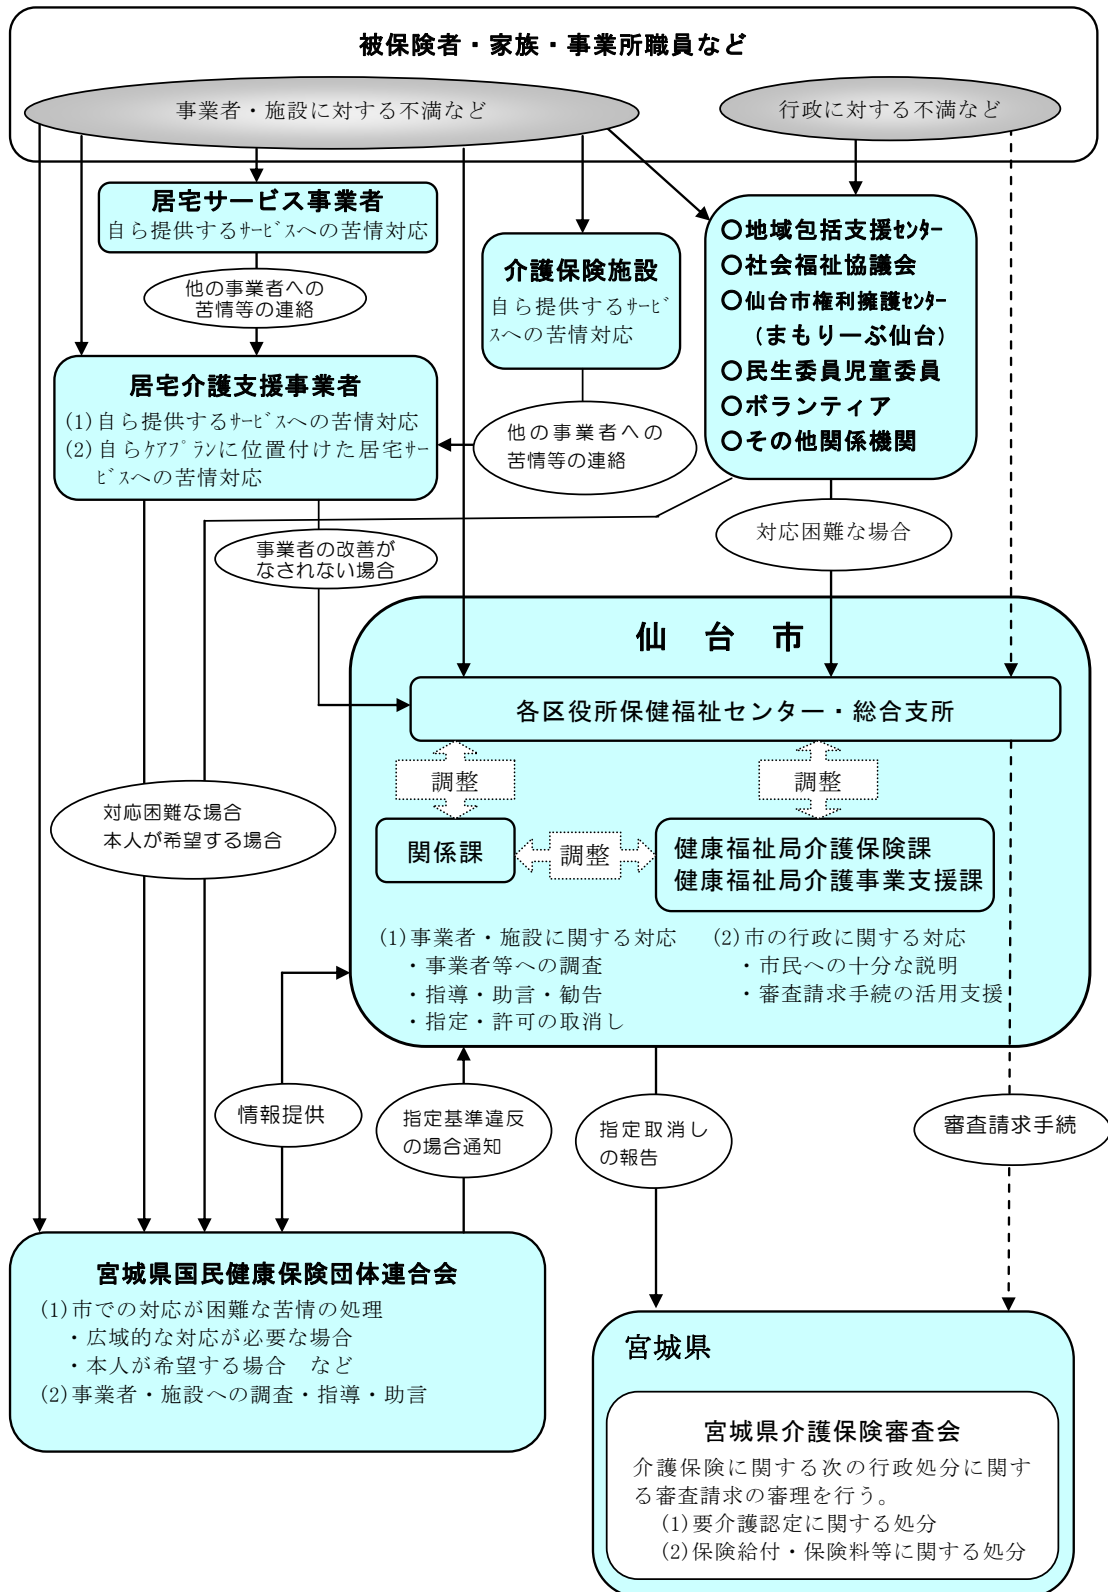 被保険者・家族・事業所職員など
事業者・施設に対する不満など
行政に対する不満など
居宅サービス事業者
自ら提供するサービスへの苦情対応
他の事業者への
苦情等の連絡
介護保険施設
自ら提供するサービ
スへの苦情対応
○地域包括支援センター
○社会福祉協議会
○仙台市権利擁護センター
(まもりーぶ仙台)
○民生委員児童委員
○ボランティア
○その他関係機関
居宅介護支援事業者
(1)自ら提供するサービスへの苦情対応
(2)自らケアプランに位置付けた居宅サー
ビスへの苦情対応
他の事業者への
苦情等の連絡
事業者の改善が
なされない場合
対応困難な場合
仙台市
各区役所保健福祉センター・総合支所
調整
調整
関係課
調整
健康福祉局介護保険課
健康福祉局介護事業支援課
対応困難な場合
本人が希望する場合
(1)事業者・施設に関する対応
・事業者等への調査
・指導・助言・勧告
・指定・許可の取消し
(2)市の行政に関する対応
・市民への十分な説明
・審査請求手続の活用支援
情報提供
指定基準違反
の場合通知
指定取消し
の報告
審査請求手続
宮城県国民健康保険団体連合会
(1)市での対応が困難な苦情の処理
・広域的な対応が必要な場合
・本人が希望する場合 など
(2)事業者・施設への調査・指導・助言
宮城県
宮城県介護保険審査会
介護保険に関する次の行政処分に関す
る審査請求の審理を行う。
(1)要介護認定に関する処分
(2)保険給付・保険料等に関する処分